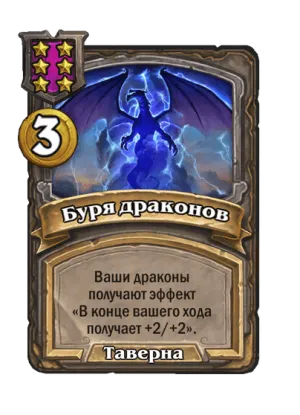 3
Буря драконов
Ваши драконы
получают эффект
«В конце вашего хода
получает +2/+2».
Таверна